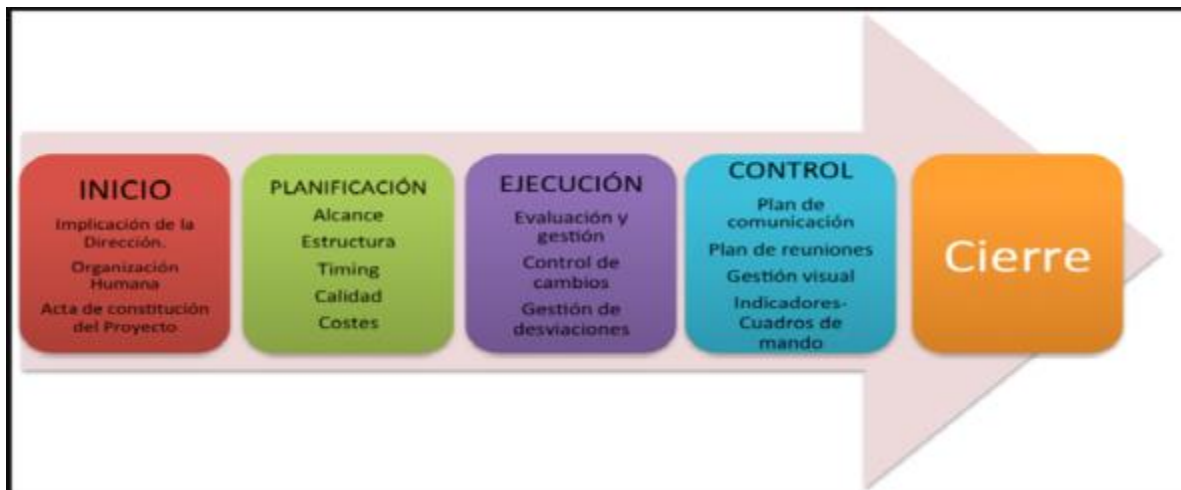 INICIO
Implicación de la
Dirección.
Organización
Humana
Acta de constitución
del Proyecto
PLANIFICACIÓN
Alcance
Estructura
Timing
Calidad
Costes
EJECUCIÓN
Evaluación y
gestión
Control de
cambios
Gestión de
desviaciones
CONTROL
Plan de
comunicación
Plan de reuniones
Gestión visual
Indicadores-
Cuadros de
mando
Cierre